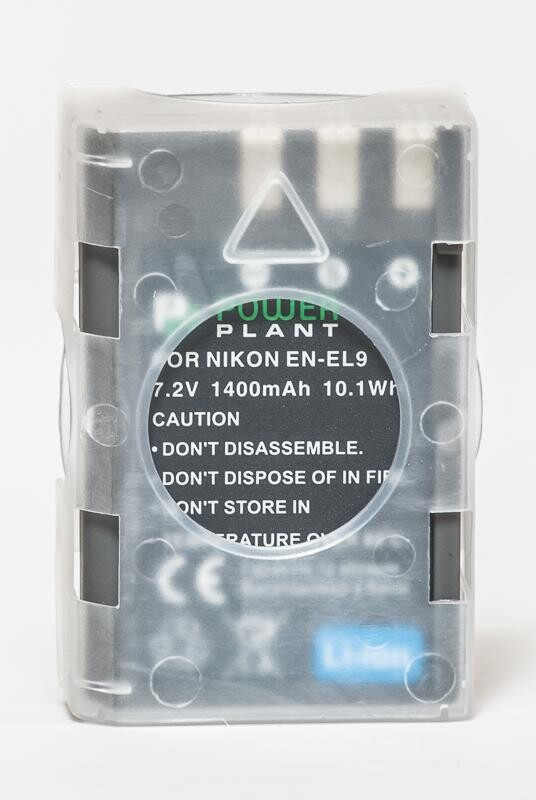 POWER
PLANT
OR NIKON EN-EL9
7.2V 1400mAh 10.1Wh
CAUTION
• DON'T DISASSEMBLE.
DON'T DISPOSE OF IN FI
ON'T STORE IN
ERATURE O
CE
Li-ion